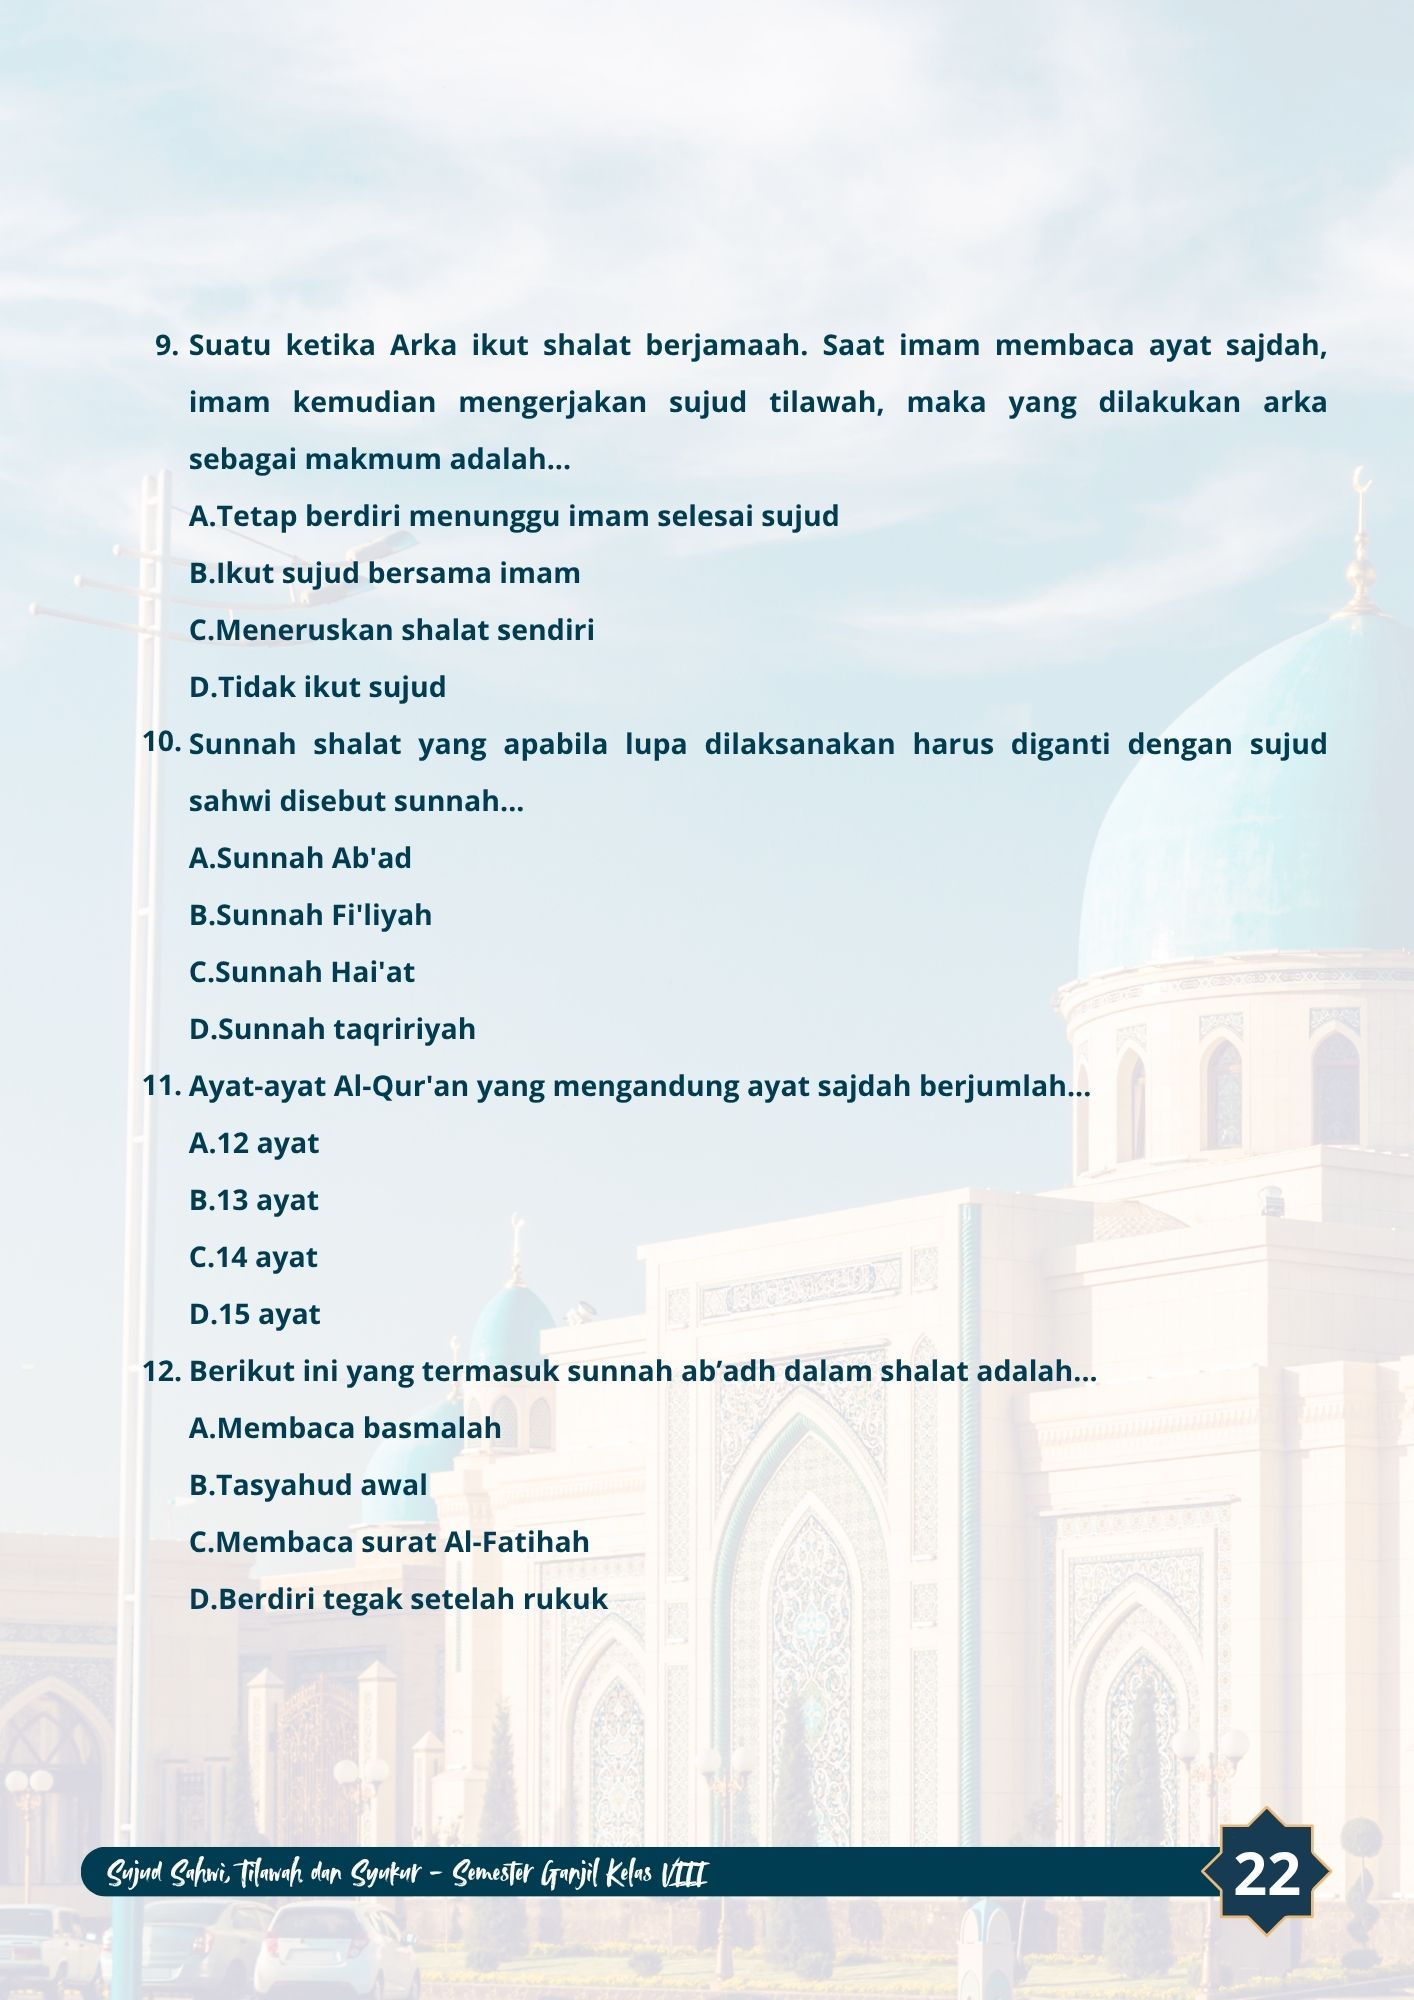 9. Suatu ketika Arka ikut shalat berjamaah. Saat imam membaca ayat sajdah,
imam kemudian mengerjakan sujud tilawah, maka yang dilakukan arka
sebagai makmum adalah...
A.Tetap berdiri menunggu imam selesai sujud
B.Ikut sujud bersama imam
C.Meneruskan shalat sendiri
D.Tidak ikut sujud
10. Sunnah shalat yang apabila lupa dilaksanakan harus diganti dengan sujud
sahwi disebut sunnah...
A.Sunnah Ab'ad
B.Sunnah Fi'liyah
C.Sunnah Hai'at
D.Sunnah taqririyah
11. Ayat-ayat Al-Qur'an yang mengandung ayat sajdah berjumlah...
A.12 ayat
B.13 ayat
C.14 ayat
D.15 ayat
12. Berikut ini yang termasuk sunnah ab’adh dalam shalat adalah...
A.Membaca basmalah
B.Tasyahud awal
C.Membaca surat Al-Fatihah
D.Berdiri tegak setelah rukuk
Sujud Sahwi, Tilawah dan Syukur - Semester Ganjil Kelas VIII
22